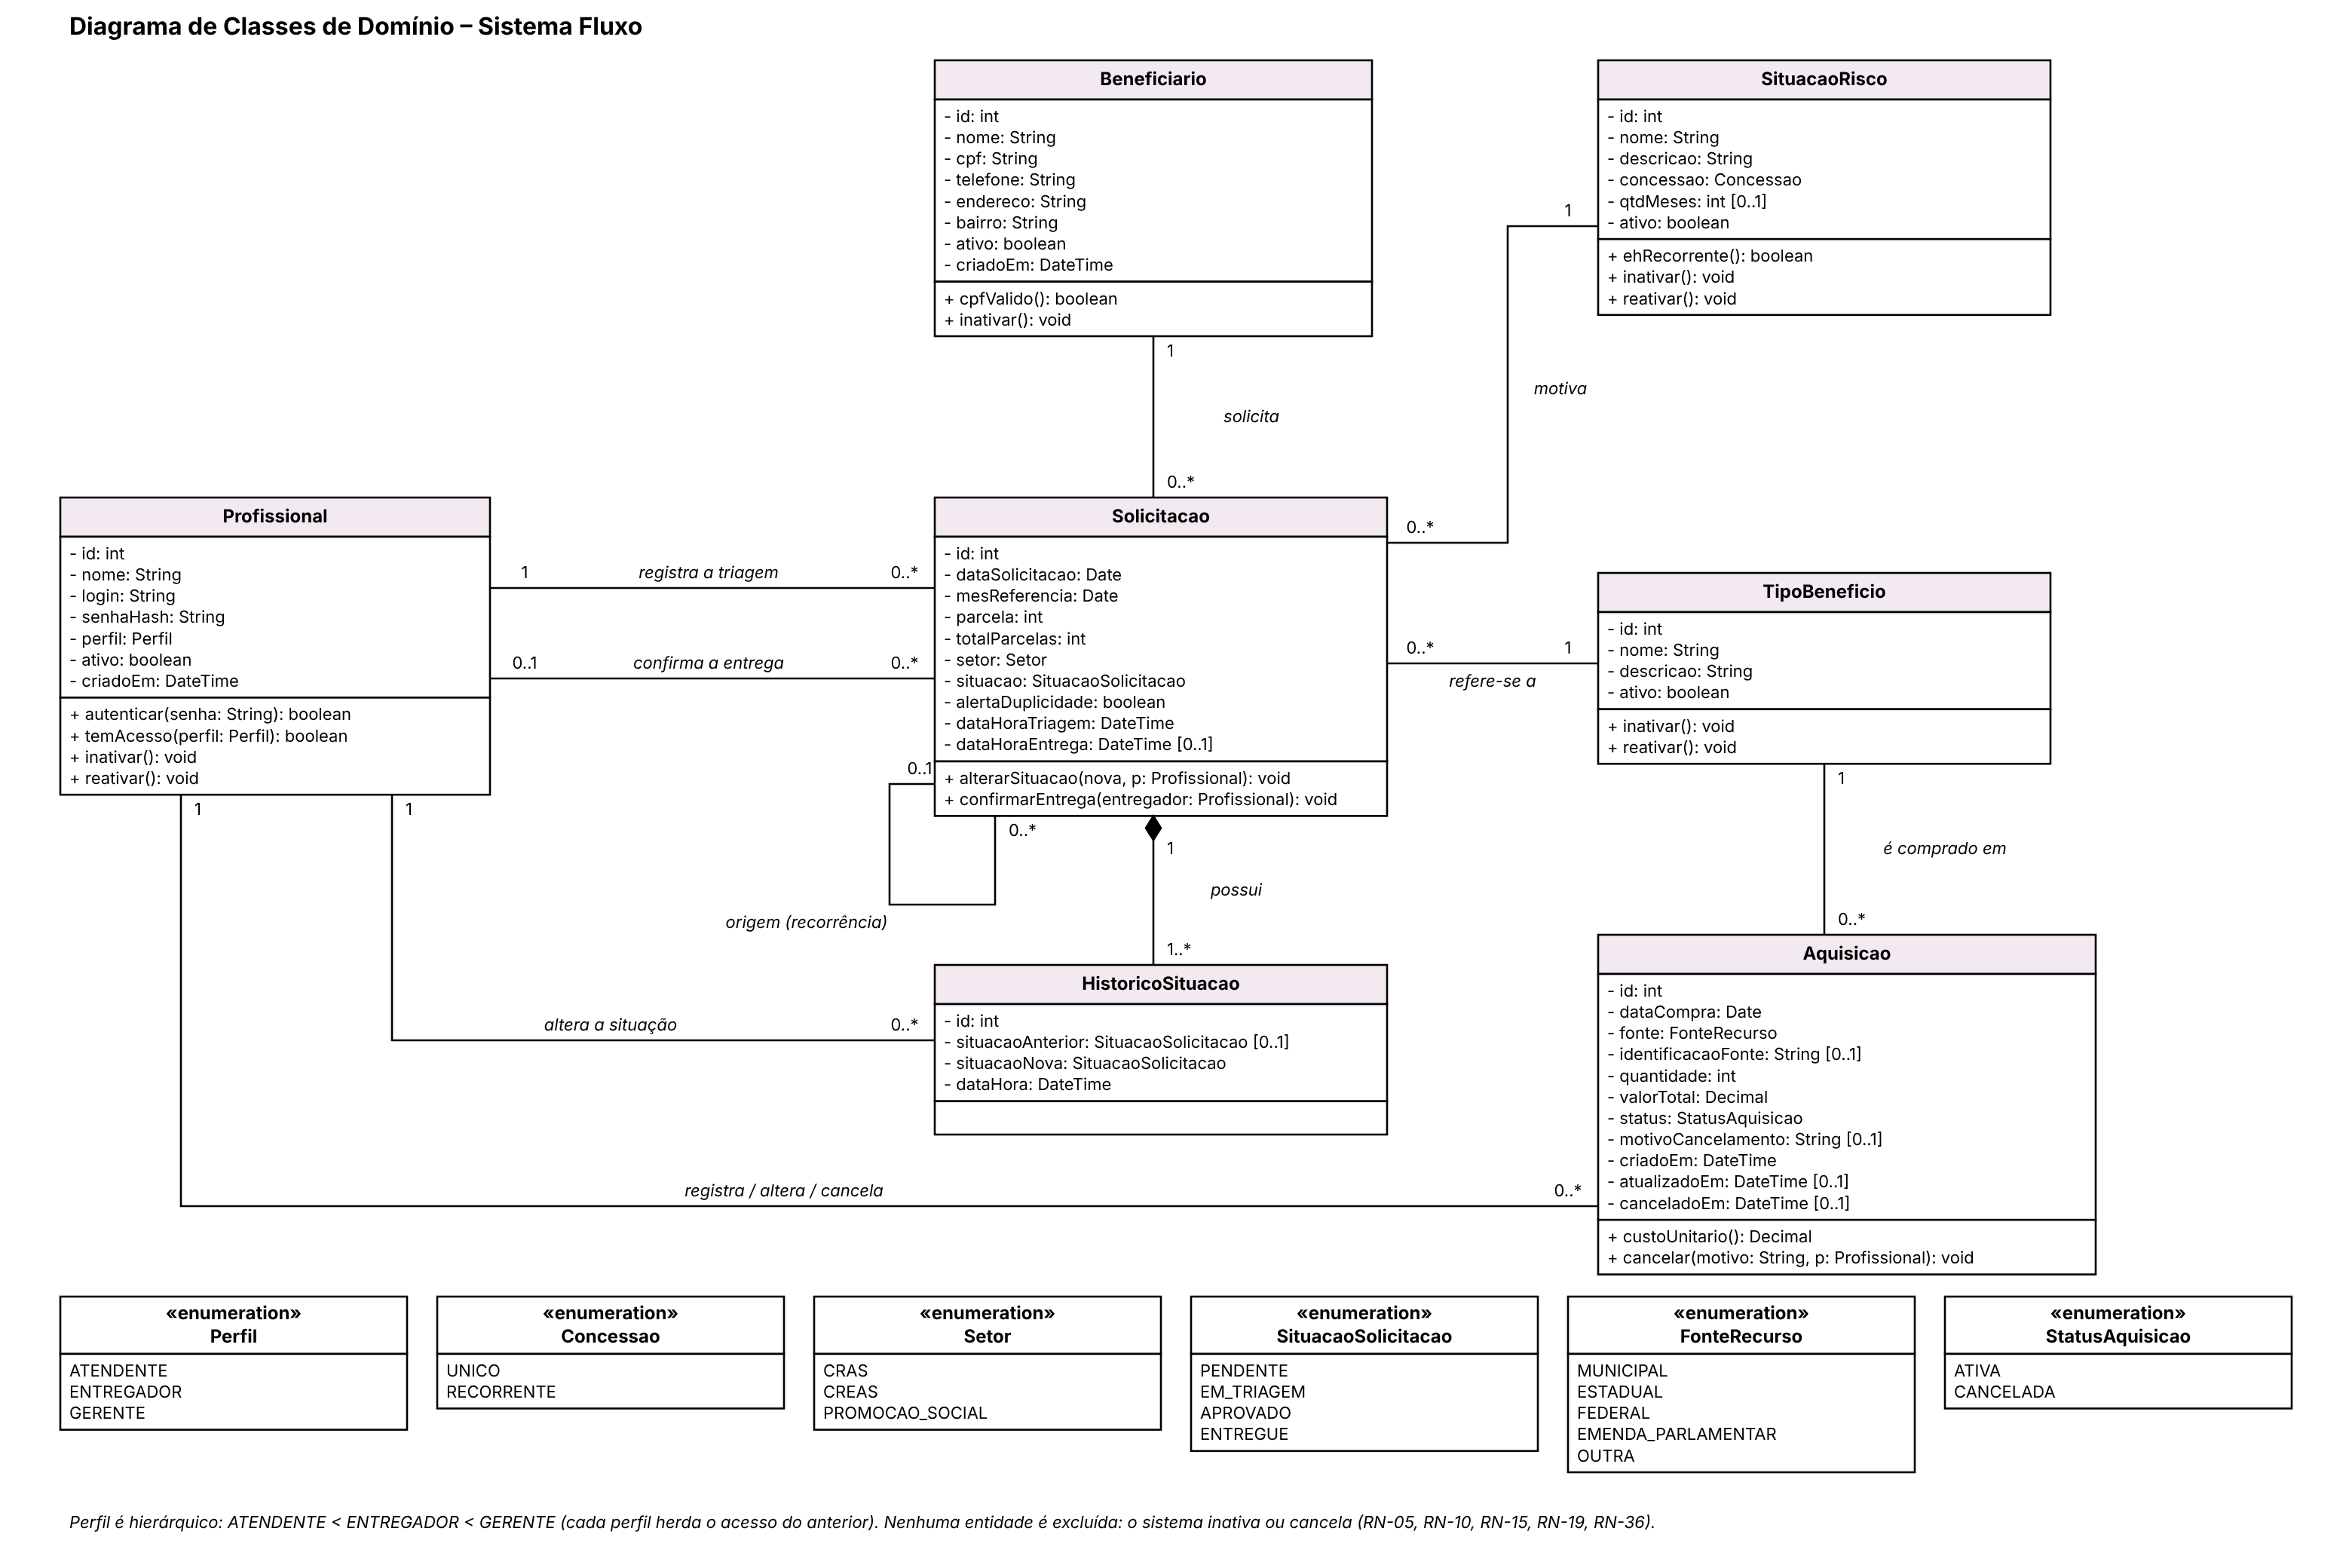 Diagrama de Classes de Domínio – Sistema Fluxo
Beneficiario
- id: int
- nome: String
- cpf: String
- telefone: String
- endereco: String
- bairro: String
- ativo: boolean
- criadoEm: DateTime
+ cpfValido(): boolean
+ inativar(): void
SituacaoRisco
- id: int
- nome: String
- descricao: String
- concessao: Concessao
- qtdMeses: int [0..1]
- ativo: boolean
+ ehRecorrente(): boolean
+ inativar(): void
+ reativar(): void
1
solicita
0..*
1
motiva
0..*
Profissional
- id: int
- nome: String
- login: String
- senhaHash: String
- perfil: Perfil
- ativo: boolean
- criadoEm: DateTime
+ autenticar(senha: String): boolean
+ temAcesso(perfil: Perfil): boolean
+ inativar(): void
+ reativar(): void
1 registra a triagem 0..*
0..1 confirma a entrega 0..*
Solicitacao
- id: int
- dataSolicitacao: Date
- mesReferencia: Date
- parcela: int
- totalParcelas: int
- setor: Setor
- situacao: SituacaoSolicitacao
- alertaDuplicidade: boolean
- dataHoraTriagem: DateTime
- dataHoraEntrega: DateTime [0..1]
+ alterarSituacao(nova, p: Profissional): void
+ confirmarEntrega(entregador: Profissional): void
0..* 1
refere-se a
TipoBeneficio
- id: int
- nome: String
- descricao: String
- ativo: boolean
+ inativar(): void
+ reativar(): void
0..1
0..*
origem (recorrência)
1
possui
1..*
1
é comprado em
0..*
HistoricoSituacao
- id: int
- situacaoAnterior: SituacaoSolicitacao [0..1]
- situacaoNova: SituacaoSolicitacao
- dataHora: DateTime
1
altera a situação 0..*
1
registra / altera / cancela 0..*
Aquisicao
- id: int
- dataCompra: Date
- fonte: FonteRecurso
- identificacaoFonte: String [0..1]
- quantidade: int
- valorTotal: Decimal
- status: StatusAquisicao
- motivoCancelamento: String [0..1]
- criadoEm: DateTime
- atualizadoEm: DateTime [0..1]
- canceladoEm: DateTime [0..1]
+ custoUnitario(): Decimal
+ cancelar(motivo: String, p: Profissional): void
«enumeration»
Perfil
ATENDENTE
ENTREGADOR
GERENTE
«enumeration»
Concessao
UNICO
RECORRENTE
«enumeration»
Setor
CRAS
CREAS
PROMOCAO_SOCIAL
«enumeration»
SituacaoSolicitacao
PENDENTE
EM_TRIAGEM
APROVADO
ENTREGUE
«enumeration»
FonteRecurso
MUNICIPAL
ESTADUAL
FEDERAL
EMENDA_PARLAMENTAR
OUTRA
«enumeration»
StatusAquisicao
ATIVA
CANCELADA
Perfil é hierárquico: ATENDENTE < ENTREGADOR < GERENTE (cada perfil herda o acesso do anterior). Nenhuma entidade é excluída: o sistema inativa ou cancela (RN-05, RN-10, RN-15, RN-19, RN-36).